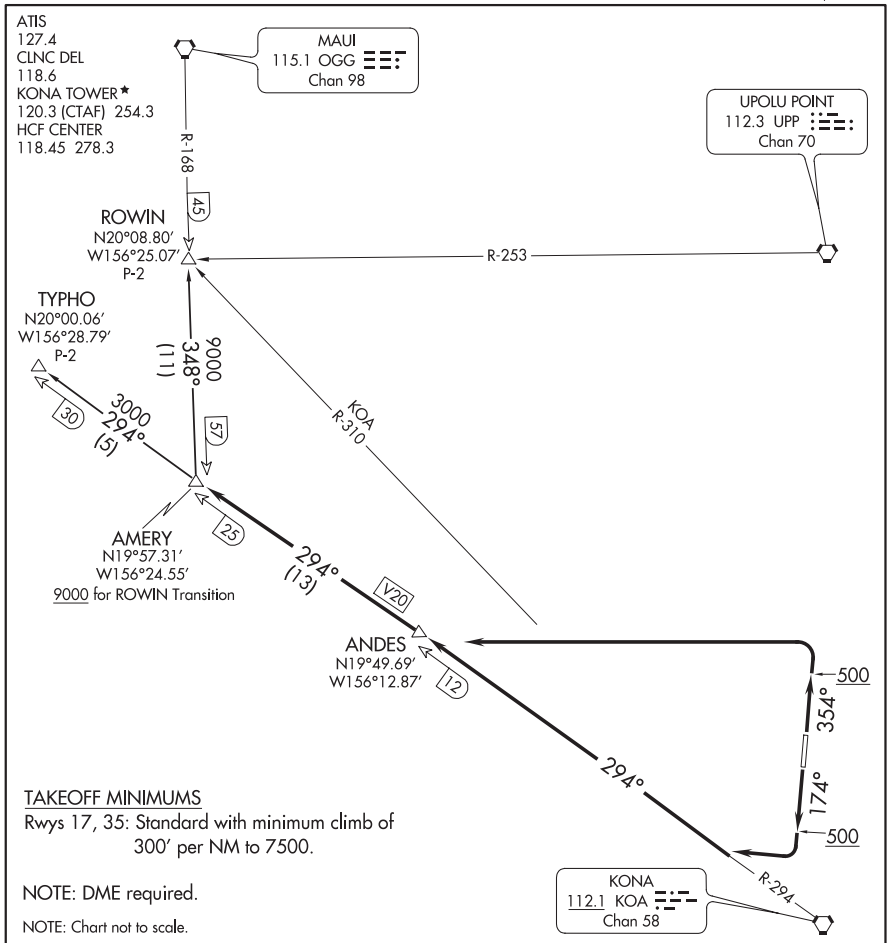 ATIS
127.4
CLNC DEL
118.6
KONA TOWER★
120.3 (CTAF) 254.3
HCF CENTER
118.45 278.3
MAUI
115.1 OGG
Chan 98
UPOLU POINT
112.3 UPP
Chan 70
R-168
45
ROWIN
N20°08.80′
W156°25.07′
P-2
R-253
TYPHO
N20°00.06′
W156°28.79′
P-2
30
3000
294°
(5)
9000
348°
(11)
57
KOA
R-310
AMERY
N19°57.31′
W156°24.55′
9000 for ROWIN Transition
25
294°
(13)
V20
ANDES
N19°49.69′
W156°12.87′
12
500
354°
174°
500
294°
R-294
TAKEOFF MINIMUMS
Rwys 17, 35: Standard with minimum climb of
300′ per NM to 7500.
NOTE: DME required.
NOTE: Chart not to scale.
KONA
112.1 KOA
Chan 58